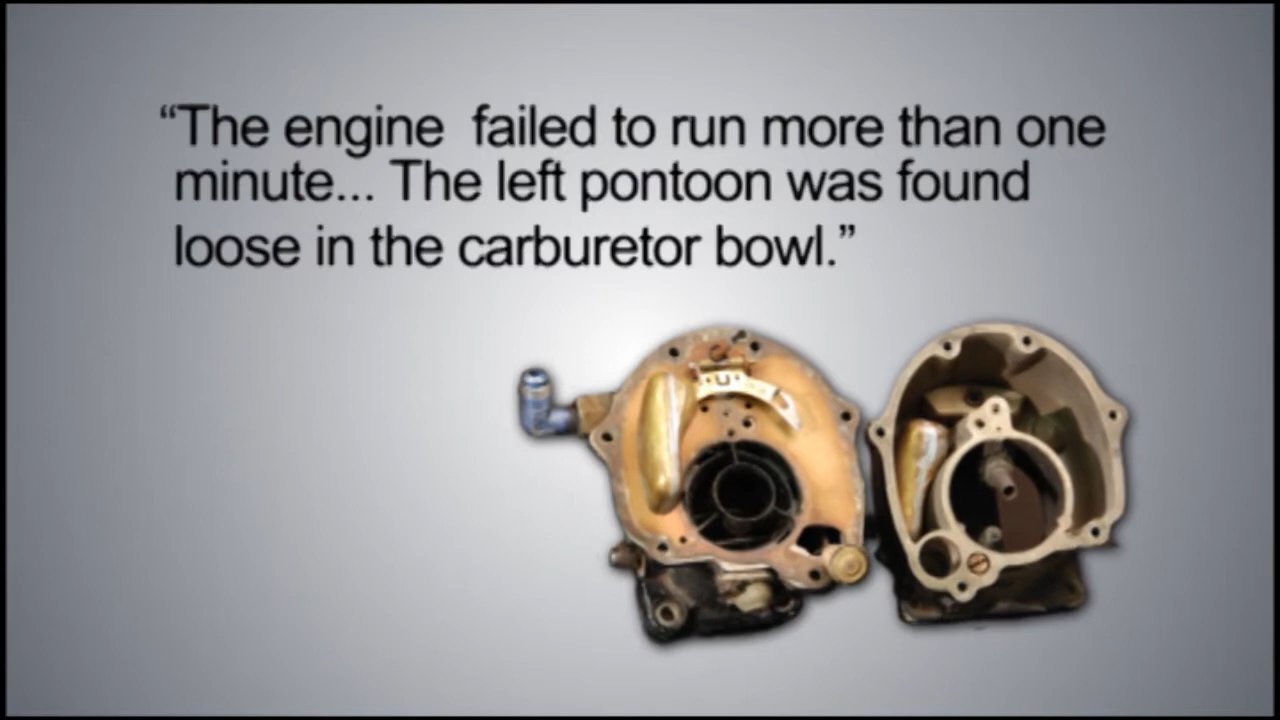 “The engine  failed to run more than one
minute... The left pontoon was found
loose in the carburetor bowl.”